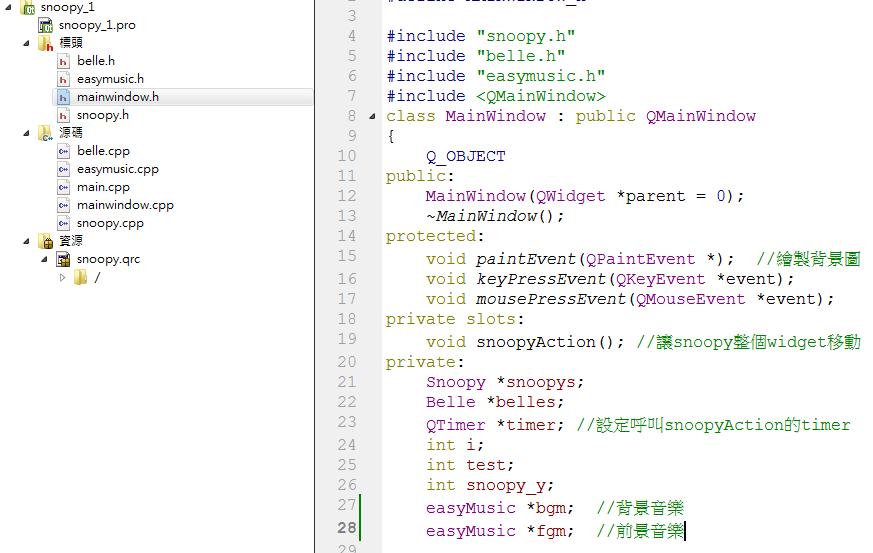 snoopy_1
snoopy_1.pro
標頭
belle.h
easymusic.h
mainwindow.h
snoopy.h
源碼
belle.cpp
easymusic.cpp
main.cpp
mainwindow.cpp
snoopy.cpp
資源
snoopy.qrc
/
3
4 #include "snoopy.h"
5 #include "belle.h"
6 #include "easymusic.h"
7 #include <QMainWindow>
8 class MainWindow : public QMainWindow
9 {
10 Q_OBJECT
11 public:
12 MainWindow(QWidget *parent = 0);
13 ~MainWindow();
14 protected:
15 void paintEvent(QPaintEvent *); //繪製背景圖
16 void keyPressEvent(QKeyEvent *event);
17 void mousePressEvent(QMouseEvent *event);
18 private slots:
19 void snoopyAction(); //讓snoopy整個widget移動
20 private:
21 Snoopy *snoopys;
22 Belle *belles;
23 QTimer *timer; //設定呼叫snoopyAction的timer
24 int i;
25 int test;
26 int snoopy_y;
27 easyMusic *bgm; //背景音樂
28 easyMusic *fgm; //前景音樂
29